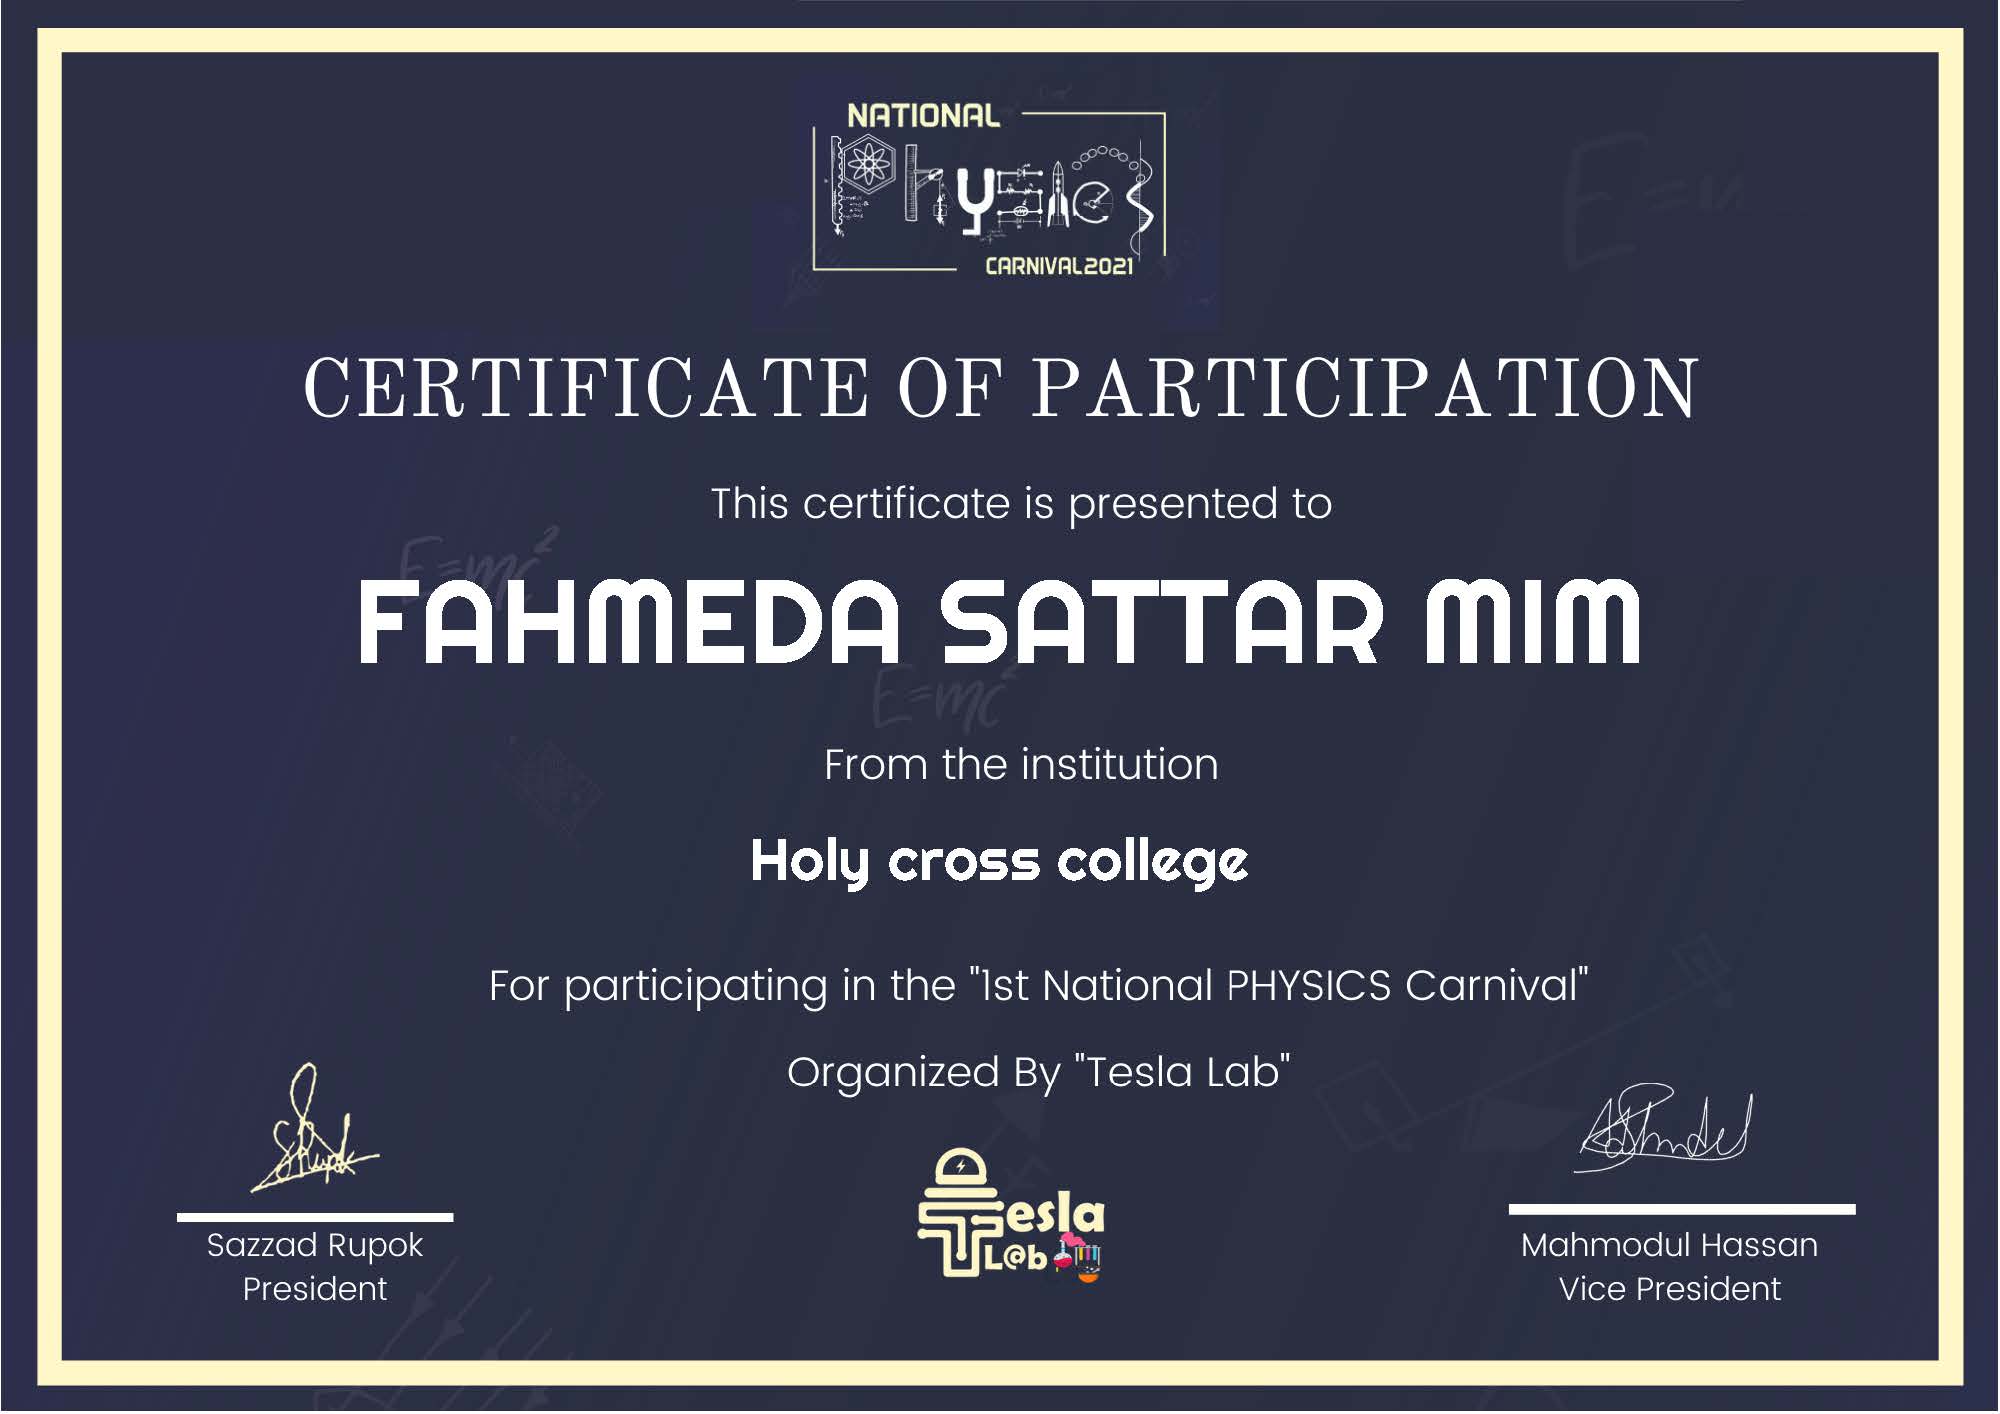 NATIONAL
Physics
CARNIVAL2021
CERTIFICATE OF PARTICIPATION
This certificate is presented to
E=mc²
FAHMEDA SATTAR MIM
E=mc²
From the institution
Holy cross college
For participating in the "1st National PHYSICS Carnival"
Organized By "Tesla Lab"
Tesla
L@b
Sazzad Rupok
President
Mahmodul Hassan
Vice President